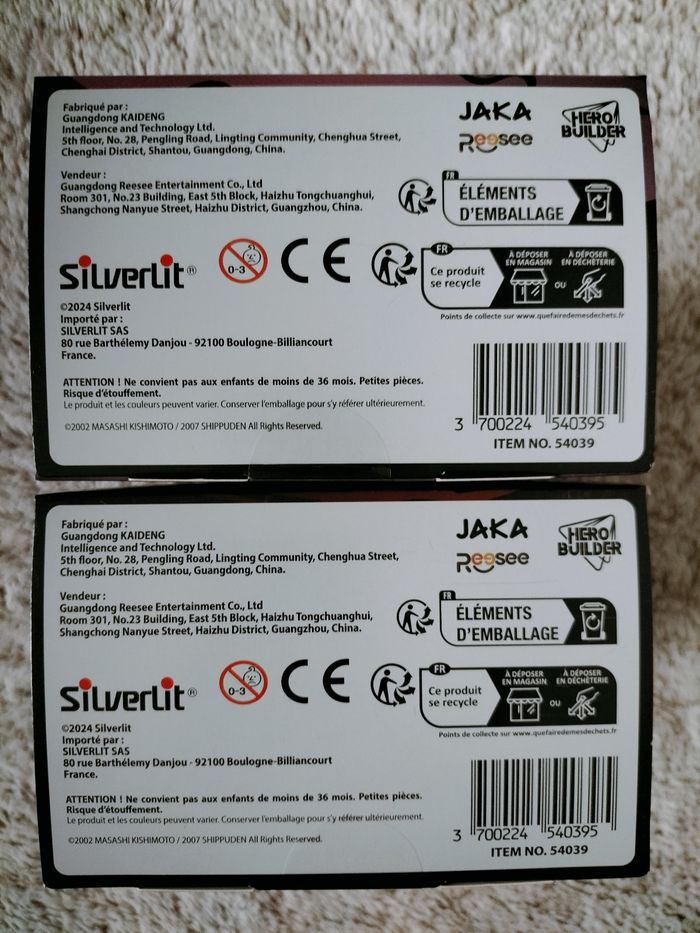 Fabriqué par :
Guangdong KAIDENG
Intelligence and Technology Ltd.
5th floor, No. 28, Pengling Road, Lingting Community, Chenghua Street,
Chenghai District, Shantou, Guangdong, China.
JAKA
Reesee
HERO
BUILDER
Vendeur :
Guangdong Reesee Entertainment Co., Ltd
Room 301, No.23 Building, East 5th Block, Haizhu Tongchuanghui,
Shangchong Nanyue Street, Haizhu District, Guangzhou, China.
FR
ÉLÉMENTS
D'EMBALLAGE
Silverlit®
0-3
CE
FR
Ce produit
se recycle
À DÉPOSER
EN MAGASIN
OU
À DÉPOSER
EN DÉCHÈTERIE
Points de collecte sur www.quefairedemesdechets.fr
©2024 Silverlit
Importé par :
SILVERLIT SAS
80 rue Barthélemy Danjou - 92100 Boulogne-Billiancourt
France.
ATTENTION ! Ne convient pas aux enfants de moins de 36 mois. Petites pièces.
Risque d'étouffement.
Le produit et les couleurs peuvent varier. Conserver l'emballage pour s'y référer ultérieurement.
©2002 MASASHI KISHIMOTO / 2007 SHIPPUDEN All Rights Reserved.
3 700224 540395
ITEM NO. 54039
Fabriqué par :
Guangdong KAIDENG
Intelligence and Technology Ltd.
5th floor, No. 28, Pengling Road, Lingting Community, Chenghua Street,
Chenghai District, Shantou, Guangdong, China.
JAKA
Reesee
HERO
BUILDER
Vendeur :
Guangdong Reesee Entertainment Co., Ltd
Room 301, No.23 Building, East 5th Block, Haizhu Tongchuanghui,
Shangchong Nanyue Street, Haizhu District, Guangzhou, China.
FR
ÉLÉMENTS
D'EMBALLAGE
Silverlit®
0-3
CE
FR
Ce produit
se recycle
À DÉPOSER
EN MAGASIN
OU
À DÉPOSER
EN DÉCHÈTERIE
Points de collecte sur www.quefairedemesdechets.fr
©2024 Silverlit
Importé par :
SILVERLIT SAS
80 rue Barthélemy Danjou - 92100 Boulogne-Billiancourt
France.
ATTENTION ! Ne convient pas aux enfants de moins de 36 mois. Petites pièces.
Risque d'étouffement.
Le produit et les couleurs peuvent varier. Conserver l'emballage pour s'y référer ultérieurement.
©2002 MASASHI KISHIMOTO / 2007 SHIPPUDEN All Rights Reserved.
3 700224 540395
ITEM NO. 54039